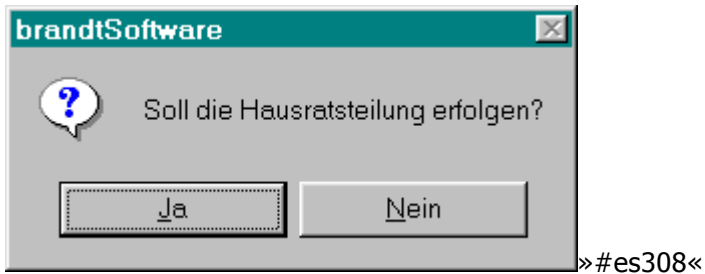 brandtSoftware
Soll die Hausratsteilung erfolgen?
Ja Nein
»#es308«